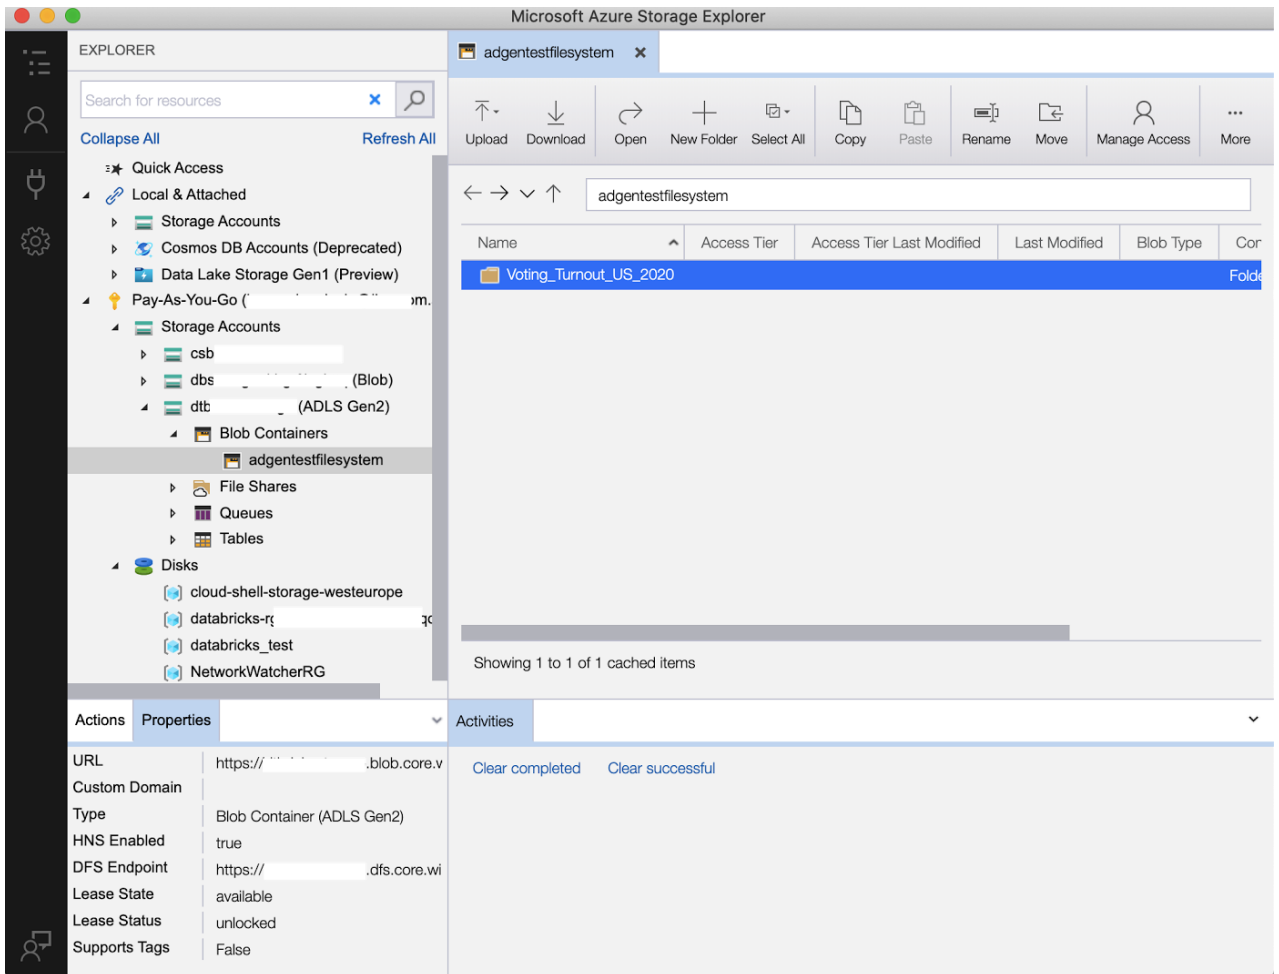 Microsoft Azure Storage Explorer
EXPLORER
adgentestfilesystem
Search for resources
Collapse All Refresh All
Upload Download Open New Folder Select All Copy Paste Rename Move Manage Access More
Quick Access
Local & Attached
Storage Accounts
Cosmos DB Accounts (Deprecated)
Data Lake Storage Gen1 (Preview)
Pay-As-You-Go (
Storage Accounts
csb
dbs (Blob)
dtb (ADLS Gen2)
Blob Containers
adgentestfilesystem
File Shares
Queues
Tables
Disks
cloud-shell-storage-westeurope
databricks-rg
databricks_test
NetworkWatcherRG
adgentestfilesystem
Name Access Tier Access Tier Last Modified Last Modified Blob Type Cor
Voting_Turnout_US_2020 Folde
Showing 1 to 1 of 1 cached items
Actions Properties
URL https:// .blob.core.v
Custom Domain
Type Blob Container (ADLS Gen2)
HNS Enabled true
DFS Endpoint https:// .dfs.core.wi
Lease State available
Lease Status unlocked
Supports Tags False
Activities
Clear completed Clear successful